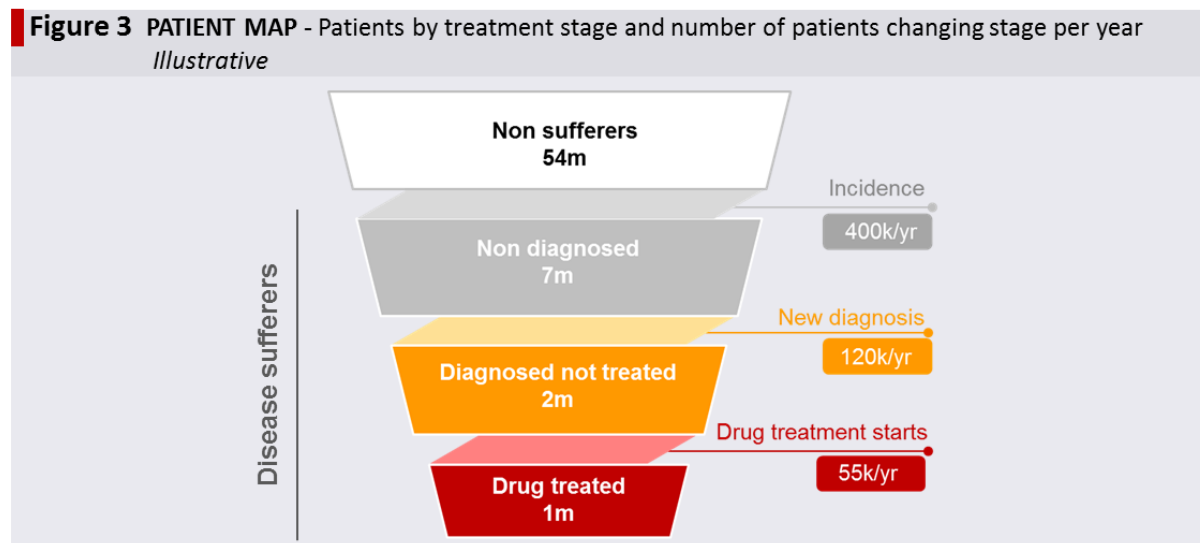 Figure 3 PATIENT MAP - Patients by treatment stage and number of patients changing stage per year
Illustrative
Non sufferers
54m
Incidence
400k/yr
Non diagnosed
7m
New diagnosis
120k/yr
Diagnosed not treated
2m
Drug treatment starts
55k/yr
Drug treated
1m
Disease sufferers